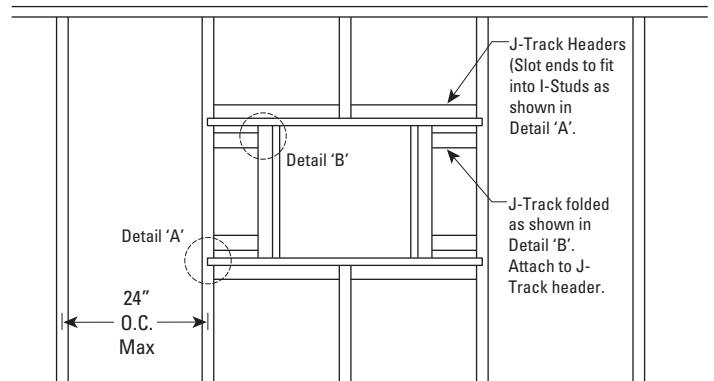 J-Track Headers
(Slot ends to fit
into I-Studs as
shown in
Detail ‘A’.
Detail ‘B’
J-Track folded
as shown in
Detail ‘B’.
Attach to J-
Track header.
Detail ‘A’
24”
O.C.
Max